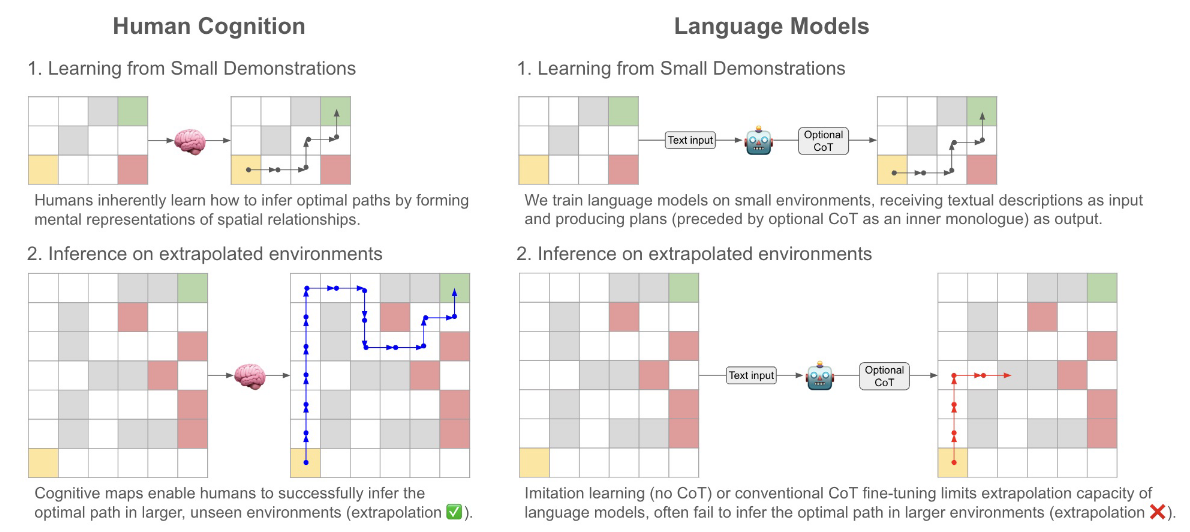 Human Cognition
1. Learning from Small Demonstrations
Humans inherently learn how to infer optimal paths by forming
mental representations of spatial relationships.
2. Inference on extrapolated environments
Cognitive maps enable humans to successfully infer the
optimal path in larger, unseen environments (extrapolation ✅).
Language Models
1. Learning from Small Demonstrations
Text input
Optional
CoT
We train language models on small environments, receiving textual descriptions as input
and producing plans (preceded by optional CoT as an inner monologue) as output.
2. Inference on extrapolated environments
Text input
Optional
CoT
Imitation learning (no CoT) or conventional CoT fine-tuning limits extrapolation capacity of
language models, often fail to infer the optimal path in larger environments (extrapolation ❌).